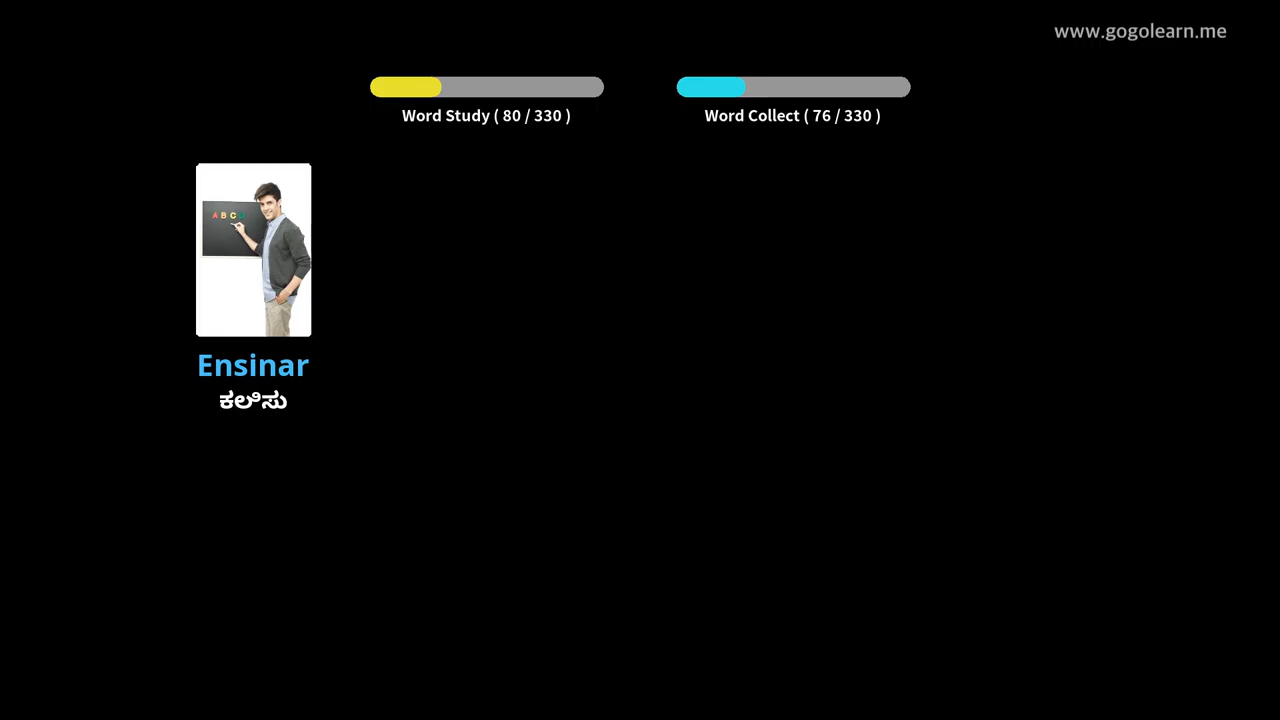 www.gogolearn.me
Word Study ( 80 / 330 )
Word Collect ( 76 / 330 )
A B C D
Ensinar
ಕಲಿಸು